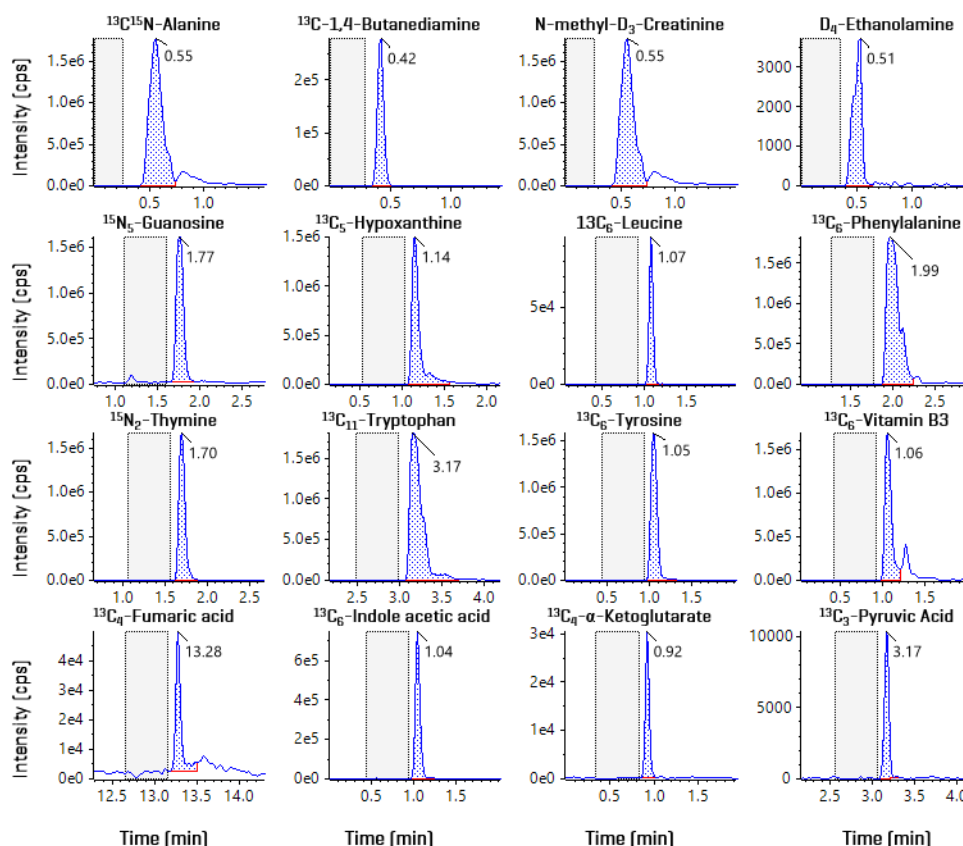 ¹³C¹⁵N-Alanine ¹³C-1,4-Butanediamine N-methyl-D₃-Creatinine D₄-Ethanolamine
Intensity [cps]
1.5e6 1.0e6 5.0e5 0.0e0 0.55 1.0
2e5 1e5 0e0 0.42 0.5 1.0
1.5e6 1.0e6 5.0e5 0.0e0 0.55 0.5 1.0
3000 2000 1000 0 0.51 0.5 1.0
¹⁵N₅-Guanosine ¹³C₅-Hypoxanthine 13C₆-Leucine ¹³C₆-Phenylalanine
Intensity [cps]
1.5e6 1.0e6 5.0e5 0.0e0 1.77 1.0 1.5 2.0 2.5
1.5e6 1.0e6 5.0e5 0.0e0 1.14 0.5 1.0 1.5 2.0
5e4 0e0 1.07 0.5 1.0 1.5
1.5e6 1.0e6 5.0e5 0.0e0 1.99 1.5 2.0 2.5
¹⁵N₂-Thymine ¹³C₁₁-Tryptophan ¹³C₆-Tyrosine ¹³C₆-Vitamin B3
Intensity [cps]
1.5e6 1.0e6 5.0e5 0.0e0 1.70 1.0 1.5 2.0 2.5
1.5e6 1.0e6 5.0e5 0.0e0 3.17 2.5 3.0 3.5 4.0
1.5e6 1.0e6 5.0e5 0.0e0 1.05 0.5 1.0 1.5
1.5e6 1.0e6 5.0e5 0.0e0 1.06 0.5 1.0 1.5
¹³C₄-Fumaric acid ¹³C₆-Indole acetic acid ¹³C₄-α-Ketoglutarate ¹³C₃-Pyruvic Acid
Intensity [cps]
4e4 3e4 2e4 1e4 0e0 13.28 12.5 13.0 13.5 14.0
6e5 4e5 2e5 0e0 1.04 0.5 1.0 1.5
3e4 2e4 1e4 0e0 0.92 0.5 1.0 1.5
10000 5000 0 3.17 2.5 3.0 3.5 4.0
Time [min] Time [min] Time [min] Time [min]